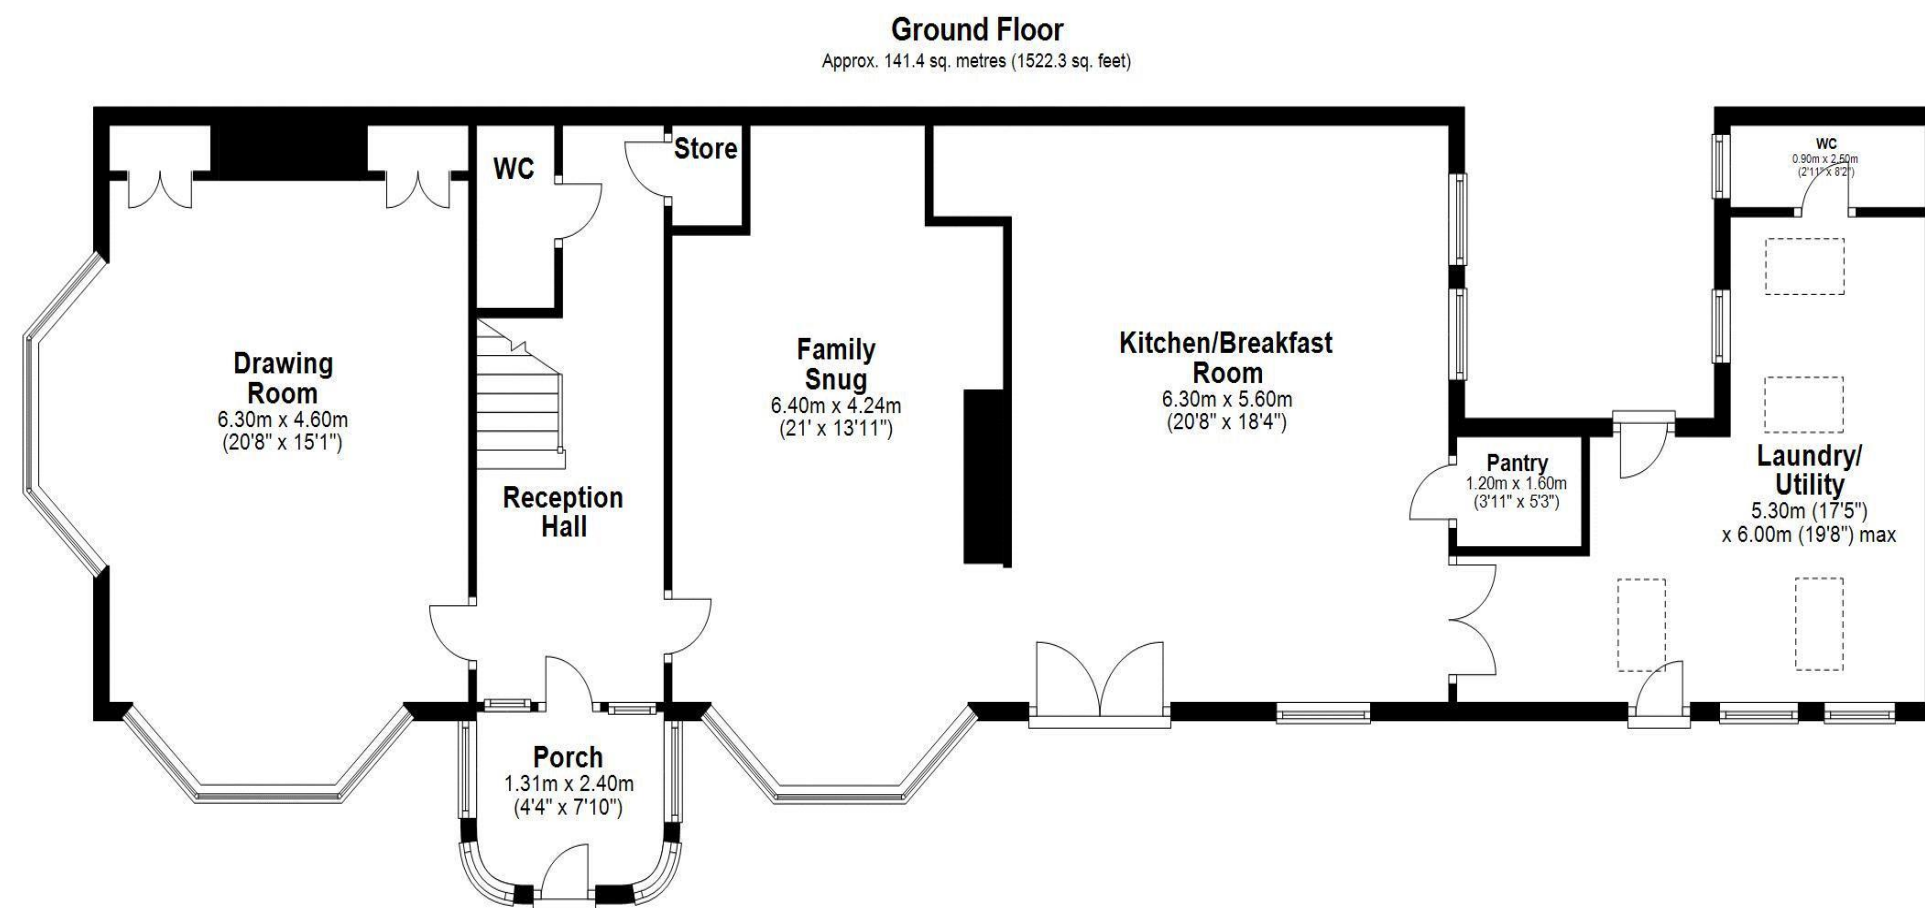 Ground Floor
Approx. 141.4 sq. metres (1522.3 sq. feet)
WC
Store
WC
0.90m x 2.50m
(2'11" x 8'2")
Drawing
Room
6.30m x 4.60m
(20'8" x 15'1")
Family
Snug
6.40m x 4.24m
(21' x 13'11")
Kitchen/Breakfast
Room
6.30m x 5.60m
(20'8" x 18'4")
Pantry
1.20m x 1.60m
(3'11" x 5'3")
Laundry/
Utility
5.30m (17'5")
x 6.00m (19'8") max
Reception
Hall
Porch
1.31m x 2.40m
(4'4" x 7'10")